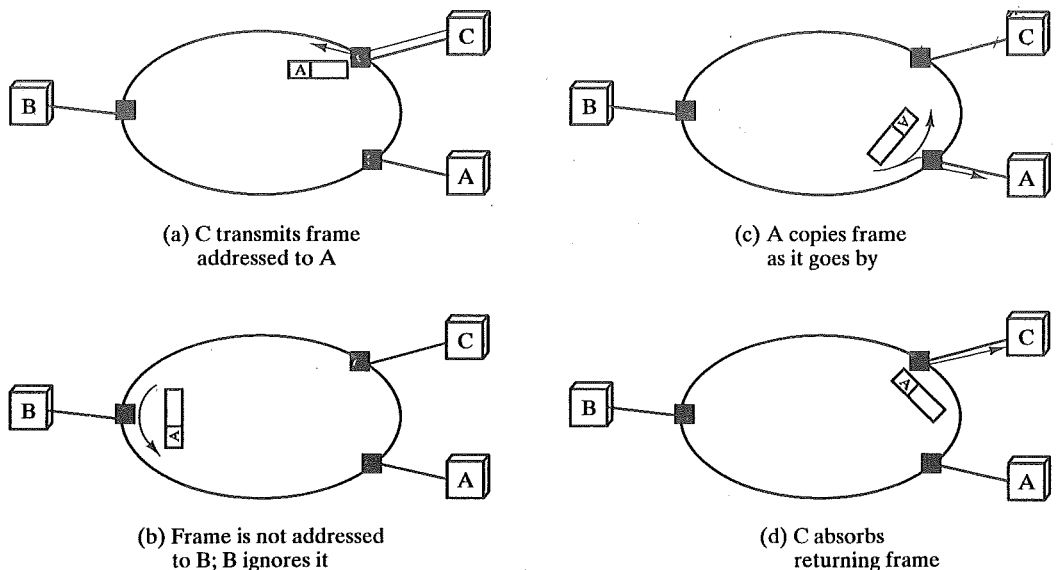 C
A
B
A
(a) C transmits frame
addressed to A
C
B
A
A
(c) A copies frame
as it goes by
C
B
A
A
(b) Frame is not addressed
to B; B ignores it
C
A
B
A
(d) C absorbs
returning frame